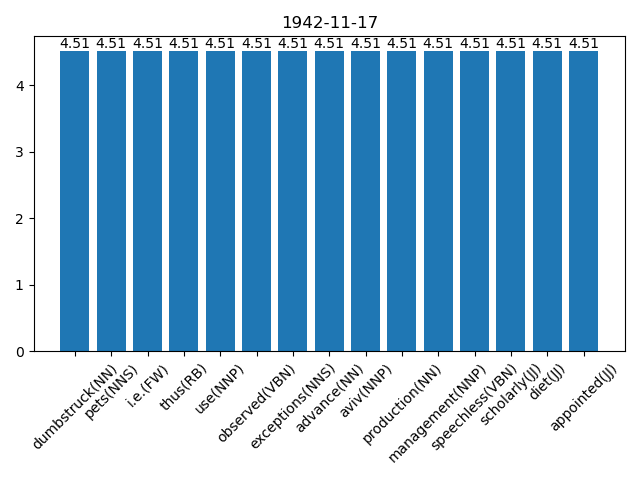 1942-11-17
4.51 4.51 4.51 4.51 4.51 4.51 4.51 4.51 4.51 4.51 4.51 4.51 4.51 4.51 4.51
4
3
2
1
0
dumbstruck(NN)
pets(NNS)
i.e.(FW)
thus(RB)
use(NNP)
observed(VBN)
exceptions(NNS)
advance(NN)
aviv(NNP)
production(NN)
management(NNP)
speechless(VBN)
scholarly(JJ)
diet(JJ)
appointed(JJ)